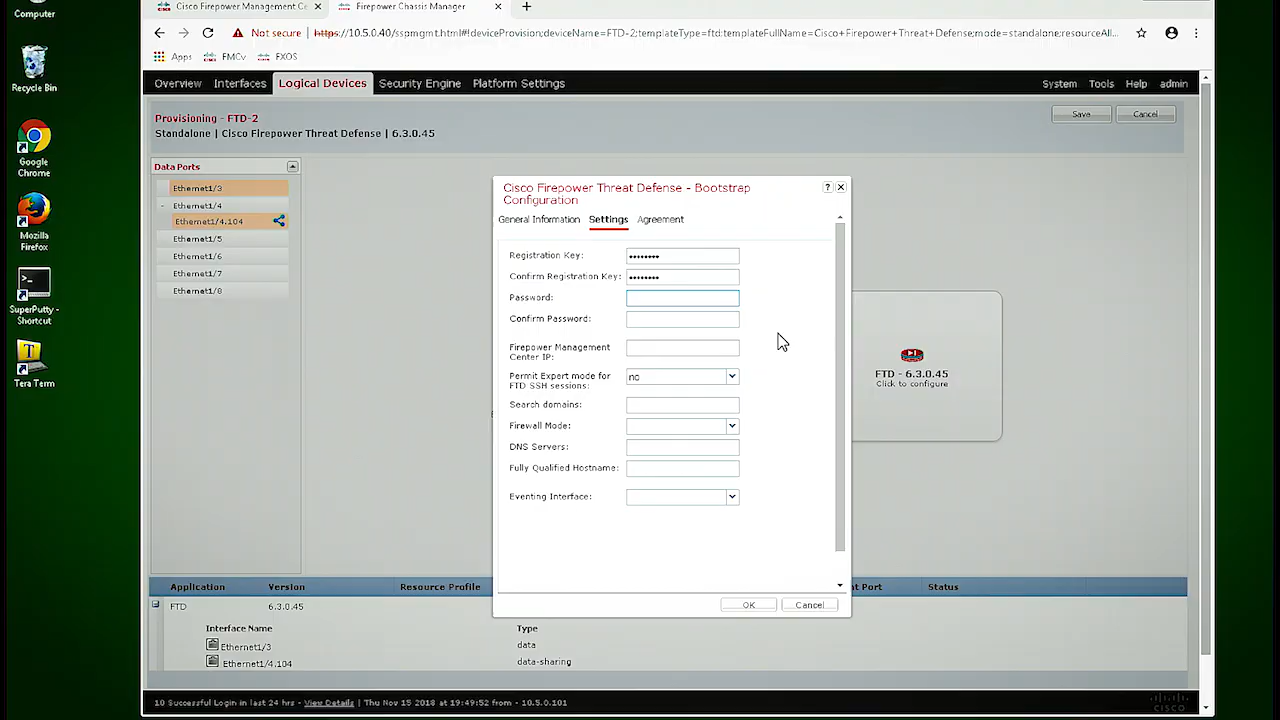 Computer
Recycle Bin
Google
Chrome
Mozilla
Firefox
SuperPutty -
Shortcut
Tera Term
Cisco Firepower Management Ce
Firepower Chassis Manager
Not secure
https://10.5.0.40/sspmgmt.html#!deviceProvision;deviceName=FTD-2;templateType=ftd;templateFullName=Cisco+Firepower+Threat+Defense;mode=standalone;resourceAll...
Apps FMCv FXOS
Overview Interfaces Logical Devices Security Engine Platform Settings System Tools Help admin
Provisioning - FTD-2
Standalone | Cisco Firepower Threat Defense | 6.3.0.45
Save Cancel
Data Ports
Ethernet1/3
Ethernet1/4
Ethernet1/4.104
Ethernet1/5
Ethernet1/6
Ethernet1/7
Ethernet1/8
Cisco Firepower Threat Defense - Bootstrap
Configuration
General Information Settings Agreement
Registration Key: ••••••••
Confirm Registration Key: ••••••••
Password:
Confirm Password:
Firepower Management
Center IP:
Permit Expert mode for
FTD SSH sessions: no
Search domains:
Firewall Mode:
DNS Servers:
Fully Qualified Hostname:
Eventing Interface:
OK Cancel
FTD - 6.3.0.45
Click to configure
Application Version Resource Profile Port Status
FTD 6.3.0.45
Interface Name Type
Ethernet1/3 data
Ethernet1/4.104 data-sharing
10 Successful Login in last 24 hrs - View Details | Thu Nov 15 2018 at 19:49:52 from - 10.5.0.101
CISCO